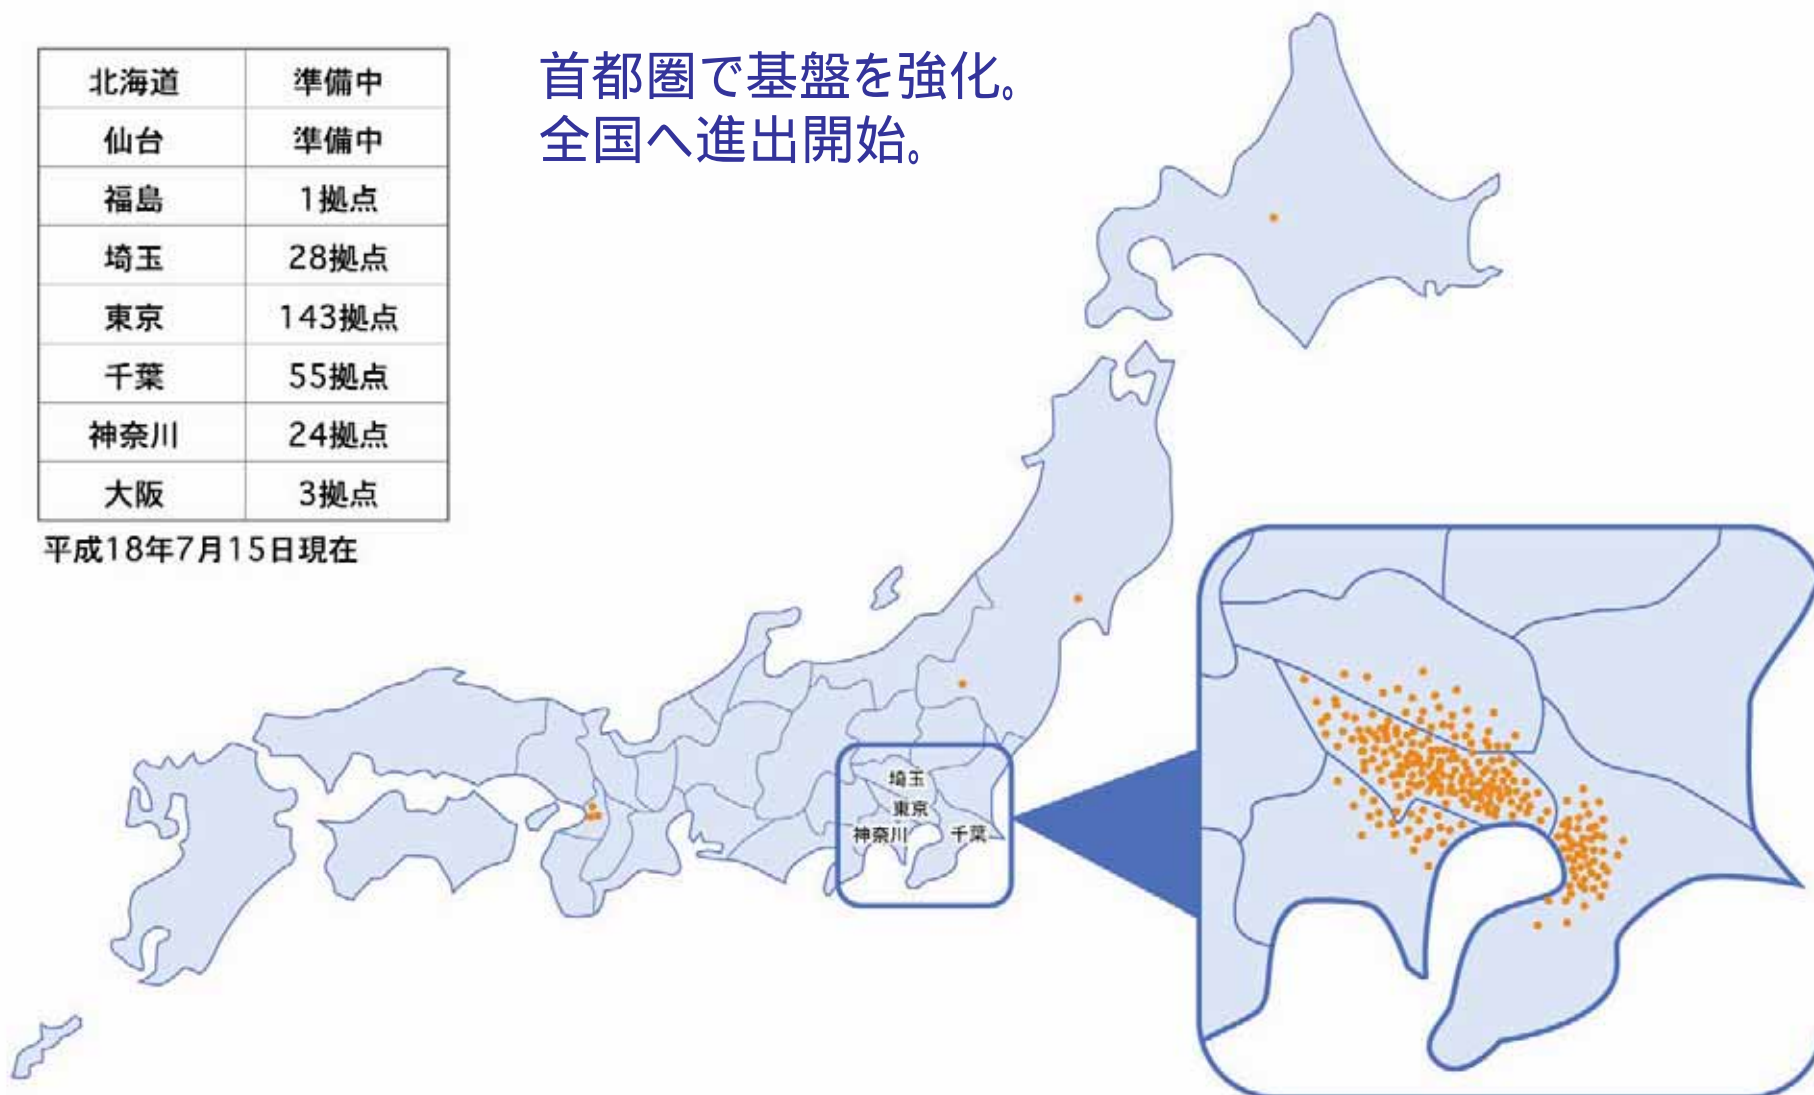 首都圏で基盤を強化。
全国へ進出開始。
北海道 準備中
仙台 準備中
福島 1拠点
埼玉 28拠点
東京 143拠点
千葉 55拠点
神奈川 24拠点
大阪 3拠点
平成18年7月15日現在
埼玉
東京
神奈川 千葉